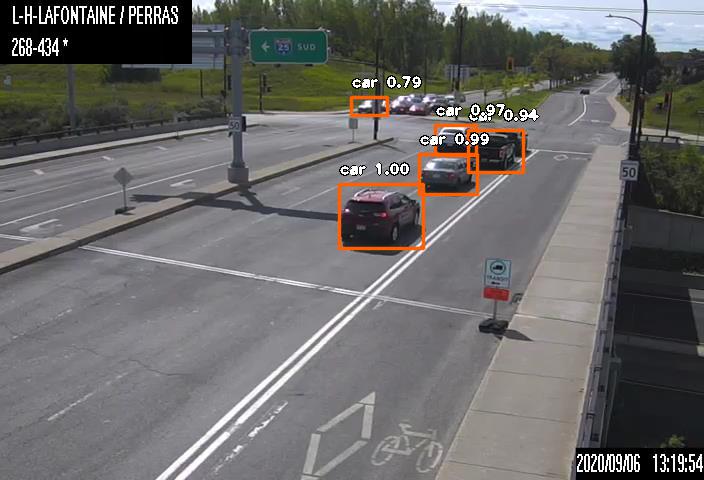 L-H-LAFONTAINE / PERRAS
268-434 *
25 SUD
car 0.79
car 0.97
car 0.94
car 0.99
car 1.00
50
50
TRANSIT
2020/09/06 13:19:54